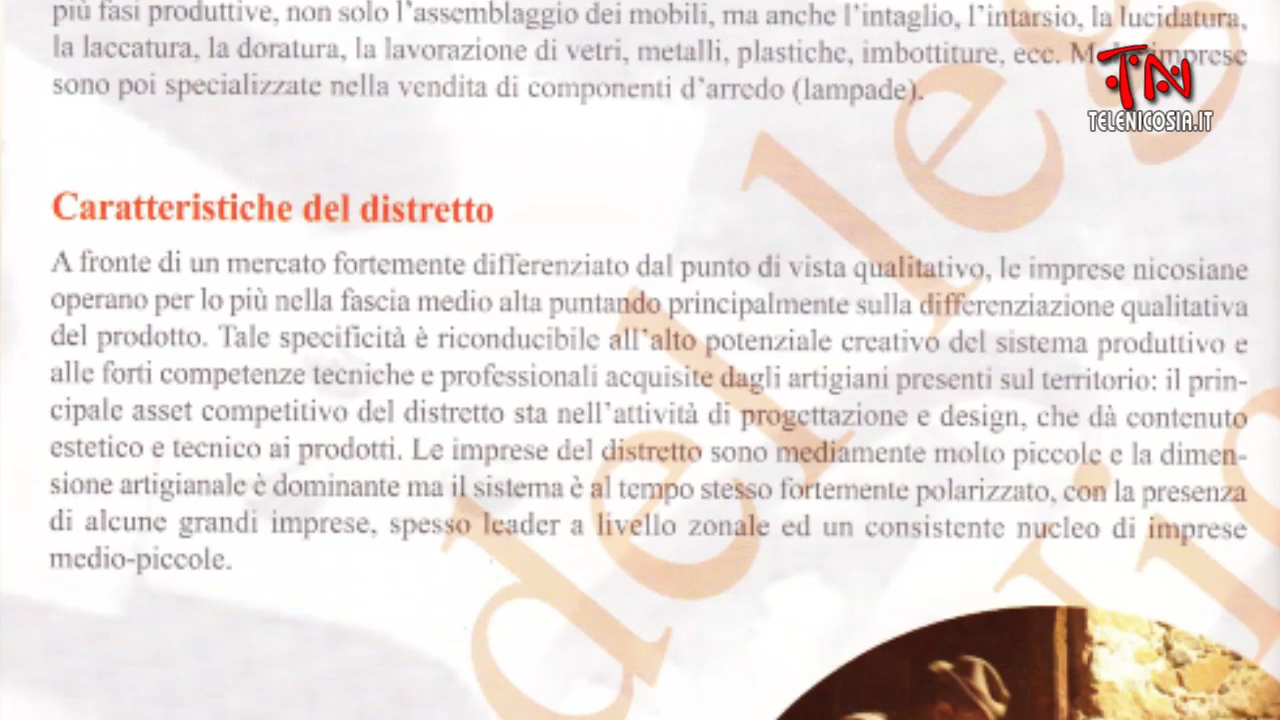 più fasi produttive, non solo l'assemblaggio dei mobili, ma anche l'intaglio, l'intarsio, la lucidatura,
la laccatura, la doratura, la lavorazione di vetri, metalli, plastiche, imbottiture, ecc. imprese
sono poi specializzate nella vendita di componenti d'arredo (lampade).
TN
TELENICOSIA.IT
Caratteristiche del distretto
A fronte di un mercato fortemente differenziato dal punto di vista qualitativo, le imprese nicosiane
operano per lo più nella fascia medio alta puntando principalmente sulla differenziazione qualitativa
del prodotto. Tale specificità è riconducibile all'alto potenziale creativo del sistema produttivo e
alle forti competenze tecniche e professionali acquisite dagli artigiani presenti sul territorio: il prin-
cipale asset competitivo del distretto sta nell'attività di progettazione e design, che dà contenuto
estetico e tecnico ai prodotti. Le imprese del distretto sono mediamente molto piccole e la dimen-
sione artigianale è dominante ma il sistema è al tempo stesso fortemente polarizzato, con la presenza
di alcune grandi imprese, spesso leader a livello zonale ed un consistente nucleo di imprese
medio-piccole.
del leg